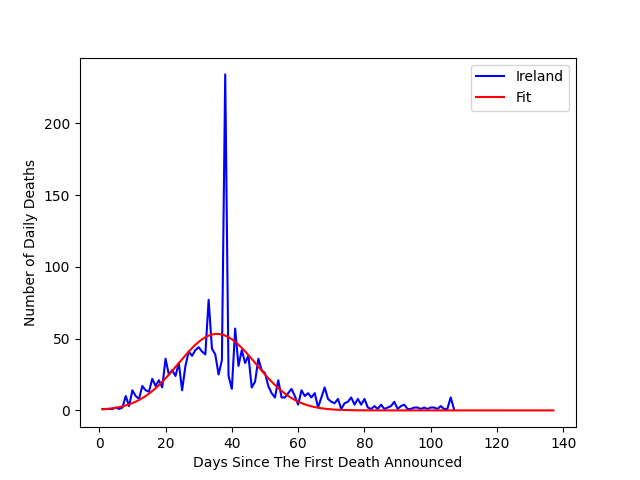 Ireland
Fit
200
150
100
50
0
Number of Daily Deaths
0 20 40 60 80 100 120 140
Days Since The First Death Announced